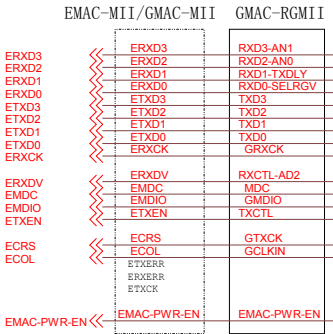 EMAC-MII/GMAC-MII GMAC-RGMII
ERXD3 ERXD3 RXD3-AN1
ERXD2 ERXD2 RXD2-AN0
ERXD1 ERXD1 RXD1-TXDLY
ERXD0 ERXD0 RXD0-SELRGV
ETXD3 ETXD3 TXD3
ETXD2 ETXD2 TXD2
ETXD1 ETXD1 TXD1
ETXD0 ETXD0 TXD0
ERXCK ERXCK GRXCK
ERXDV ERXDV RXCTL-AD2
EMDC EMDC MDC
EMDIO EMDIO GMDIO
ETXEN ETXEN TXCTL
ECRS ECRS GTXCK
ECOL ECOL GCLKIN
ETXERR
ERXERR
ETXCK
EMAC-PWR-EN EMAC-PWR-EN EMAC-PWR-EN